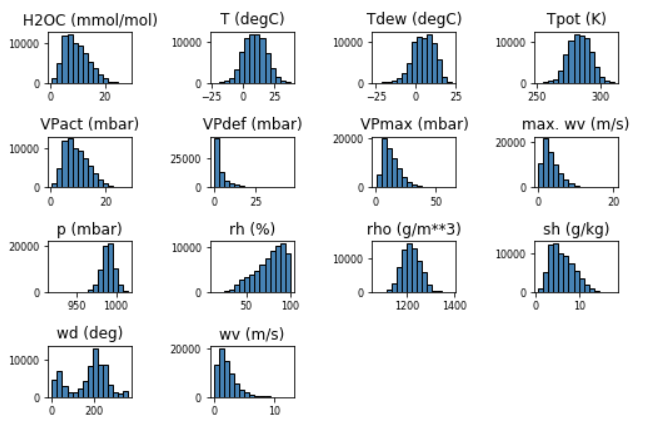 H2OC (mmol/mol) T (degC) Tdew (degC) Tpot (K)
10000 10000 10000 10000
0 0 0 0
0 20 −25 0 25 −25 0 25 250 300
VPact (mbar) VPdef (mbar) VPmax (mbar) max. wv (m/s)
10000 25000 20000 20000
0 0 0 0
0 20 0 25 0 50 0 20
p (mbar) rh (%) rho (g/m**3) sh (g/kg)
20000 10000 10000 10000
0 0 0 0
950 1000 50 100 1200 1400 0 10
wd (deg) wv (m/s)
10000 20000
0 0
0 200 0 10